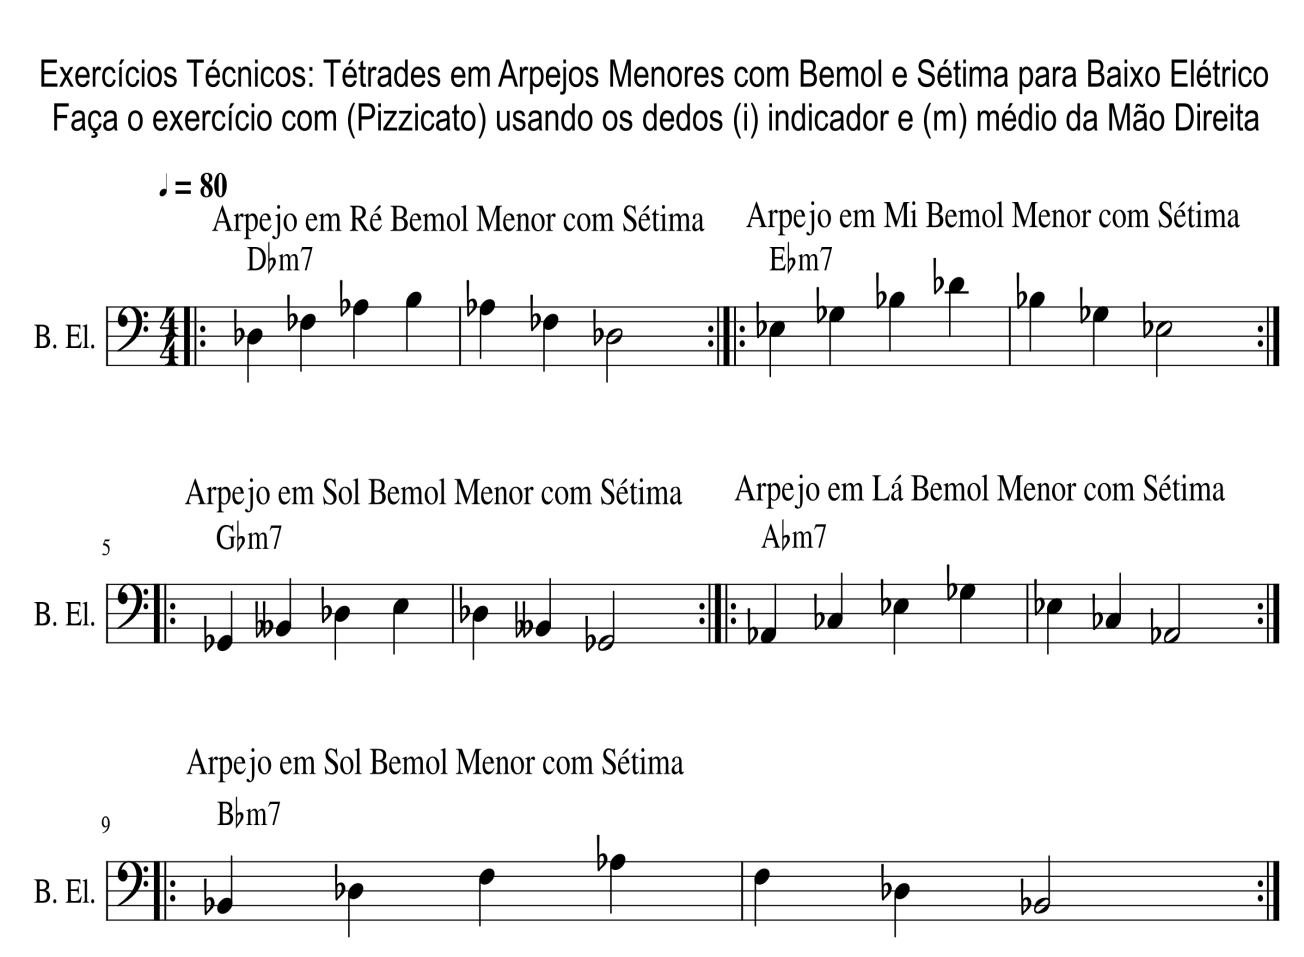 Exercícios Técnicos: Tétrades em Arpejos Menores com Bemol e Sétima para Baixo Elétrico
Faça o exercício com (Pizzicato) usando os dedos (i) indicador e (m) médio da Mão Direita
♩ = 80
Arpejo em Ré Bemol Menor com Sétima
Arpejo em Mi Bemol Menor com Sétima
D♭m7
E♭m7
B. El.
4
4
Arpejo em Sol Bemol Menor com Sétima
Arpejo em Lá Bemol Menor com Sétima
G♭m7
A♭m7
5
B. El.
Arpejo em Sol Bemol Menor com Sétima
B♭m7
9
B. El.